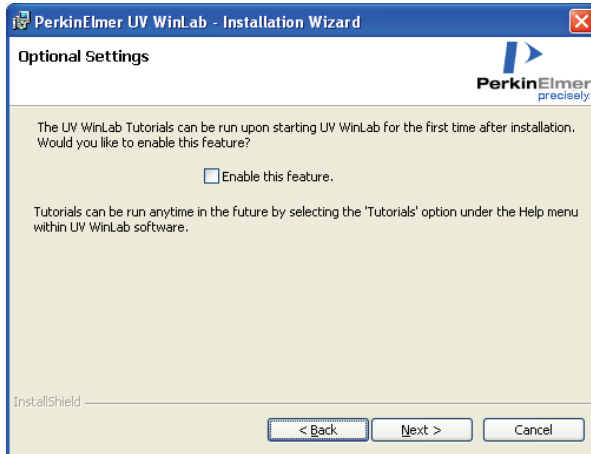 PerkinElmer UV WinLab - Installation Wizard
Optional Settings
PerkinElmer
precisely.
The UV WinLab Tutorials can be run upon starting UV WinLab for the first time after installation.
Would you like to enable this feature?
Enable this feature.
Tutorials can be run anytime in the future by selecting the 'Tutorials' option under the Help menu
within UV WinLab software.
InstallShield
< Back Next > Cancel